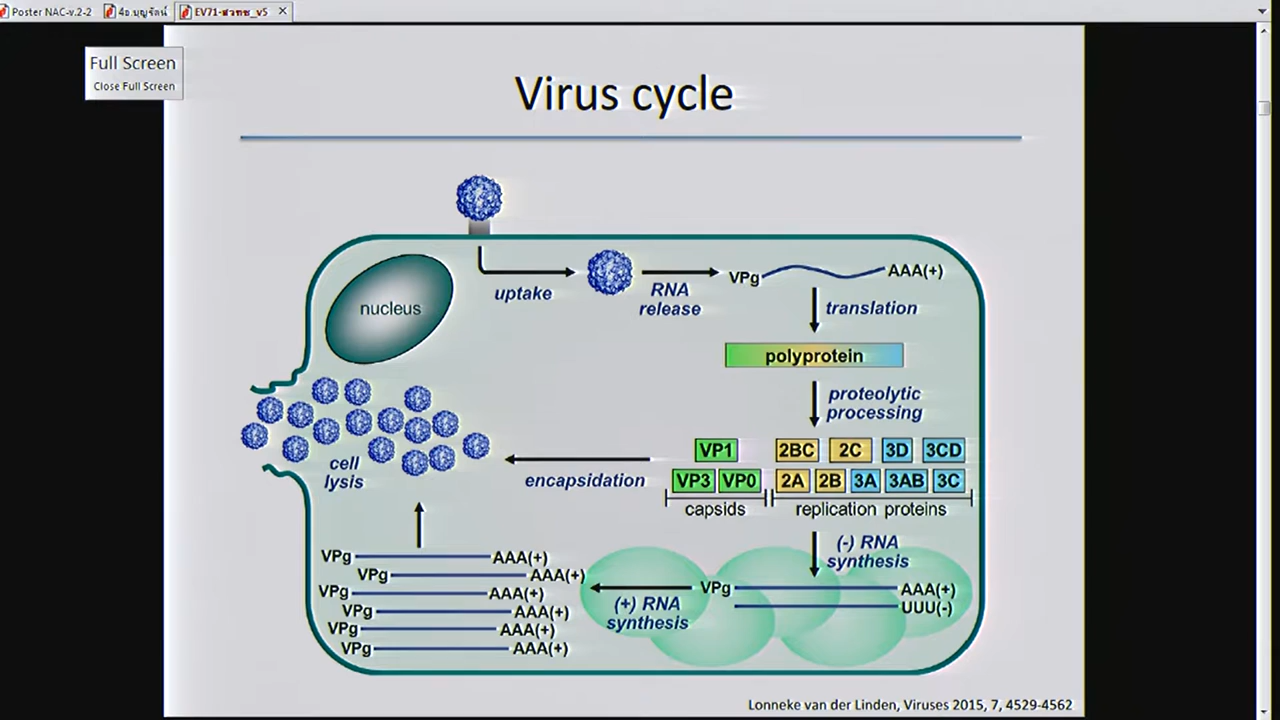 Poster NAC-v.2-2
4อ.บุญรัตน์
EV71-สวทช_v5
Full Screen
Close Full Screen
Virus cycle
nucleus
uptake
RNA
release
VPg
AAA(+)
translation
polyprotein
proteolytic
processing
VP1
2BC 2C 3D 3CD
VP3 VP0
2A 2B 3A 3AB 3C
capsids
replication proteins
encapsidation
cell
lysis
(-) RNA
synthesis
VPg AAA(+)
UUU(-)
(+) RNA
synthesis
VPg AAA(+)
VPg AAA(+)
VPg AAA(+)
VPg AAA(+)
VPg AAA(+)
VPg AAA(+)
Lonneke van der Linden, Viruses 2015, 7, 4529-4562